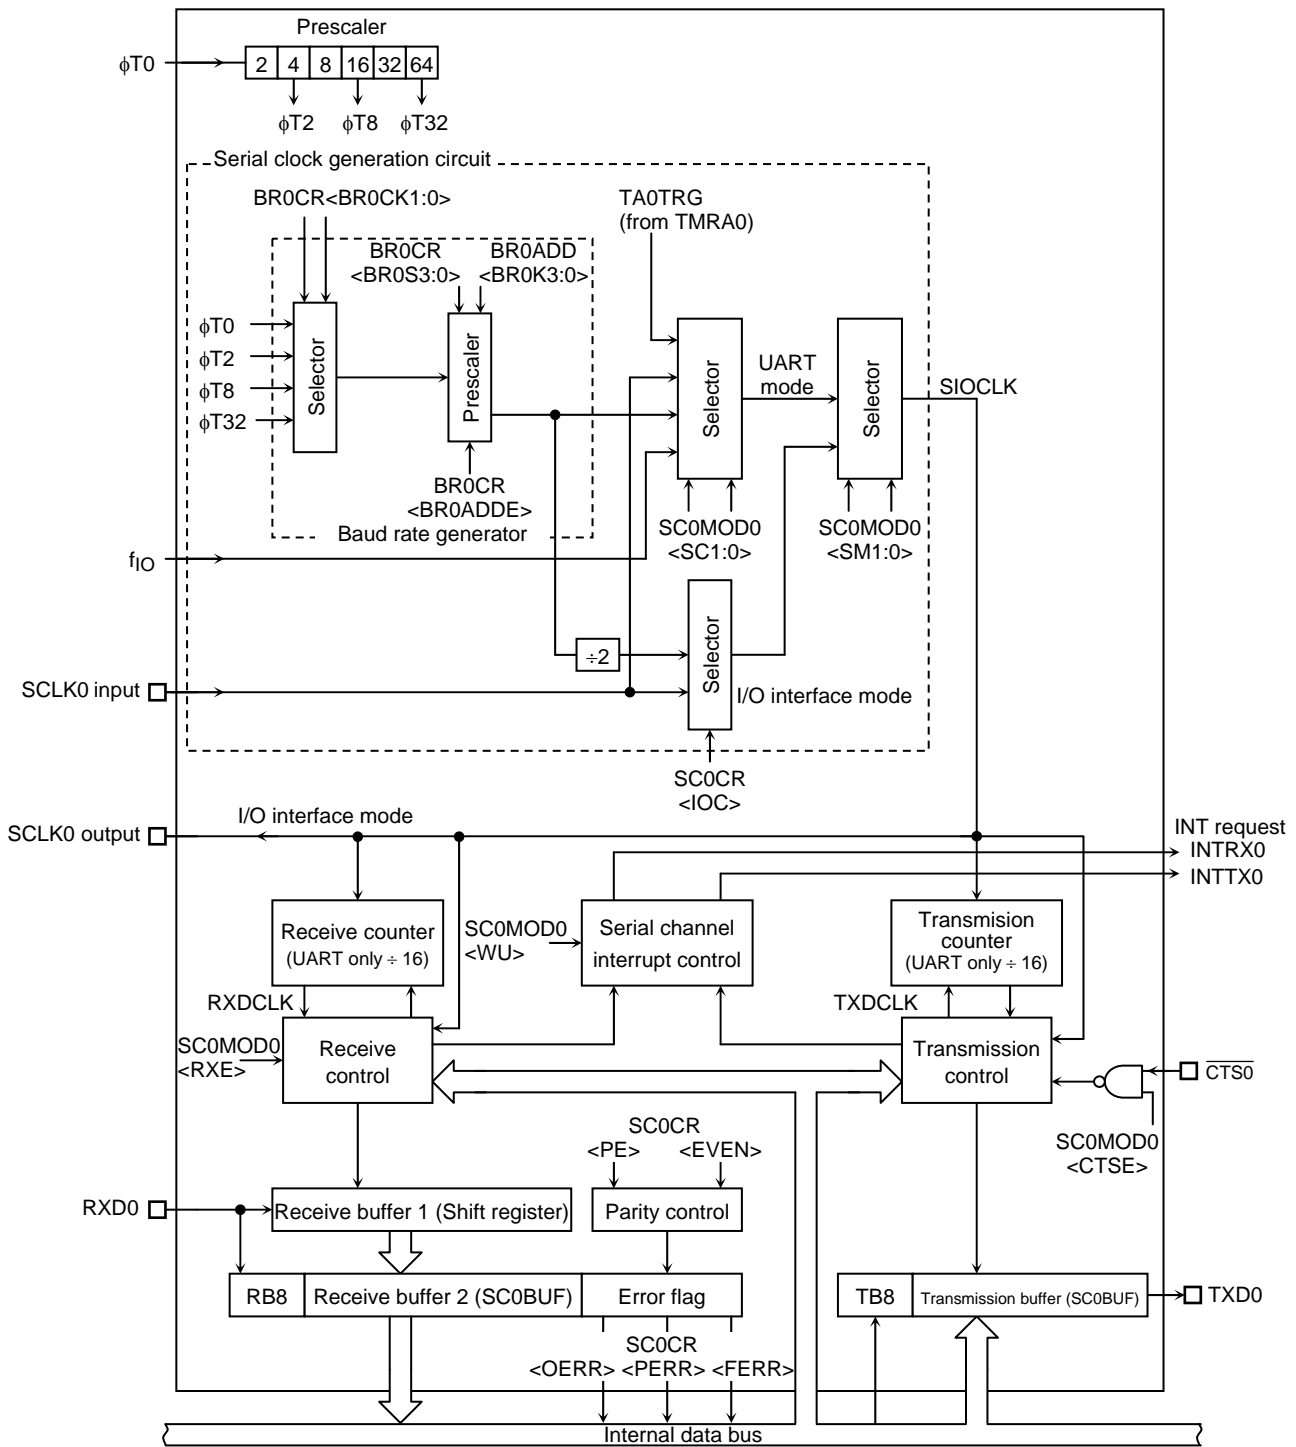 Prescaler
ϕT0
2 4 8 16 32 64
ϕT2 ϕT8 ϕT32
Serial clock generation circuit
BR0CR<BR0CK1:0>
TA0TRG
(from TMRA0)
BR0CR
<BR0S3:0>
BR0ADD
<BR0K3:0>
ϕT0
ϕT2
ϕT8
ϕT32
Selector
Prescaler
Selector
UART
mode
Selector
SIOCLK
BR0CR
<BR0ADDE>
Baud rate generator
SC0MOD0
<SC1:0>
SC0MOD0
<SM1:0>
fIO
÷2
Selector
SCLK0 input
I/O interface mode
SC0CR
<IOC>
SCLK0 output
I/O interface mode
INT request
INTRX0
INTTX0
Receive counter
(UART only ÷ 16)
SC0MOD0
<WU>
Serial channel
interrupt control
Transmision
counter
(UART only ÷ 16)
RXDCLK
TXDCLK
SC0MOD0
<RXE>
Receive
control
Transmission
control
CTS0
SC0MOD0
<CTSE>
SC0CR
<PE> <EVEN>
RXD0
Receive buffer 1 (Shift register)
Parity control
RB8
Receive buffer 2 (SC0BUF)
Error flag
TB8
Transmission buffer (SC0BUF)
TXD0
SC0CR
<OERR> <PERR> <FERR>
Internal data bus